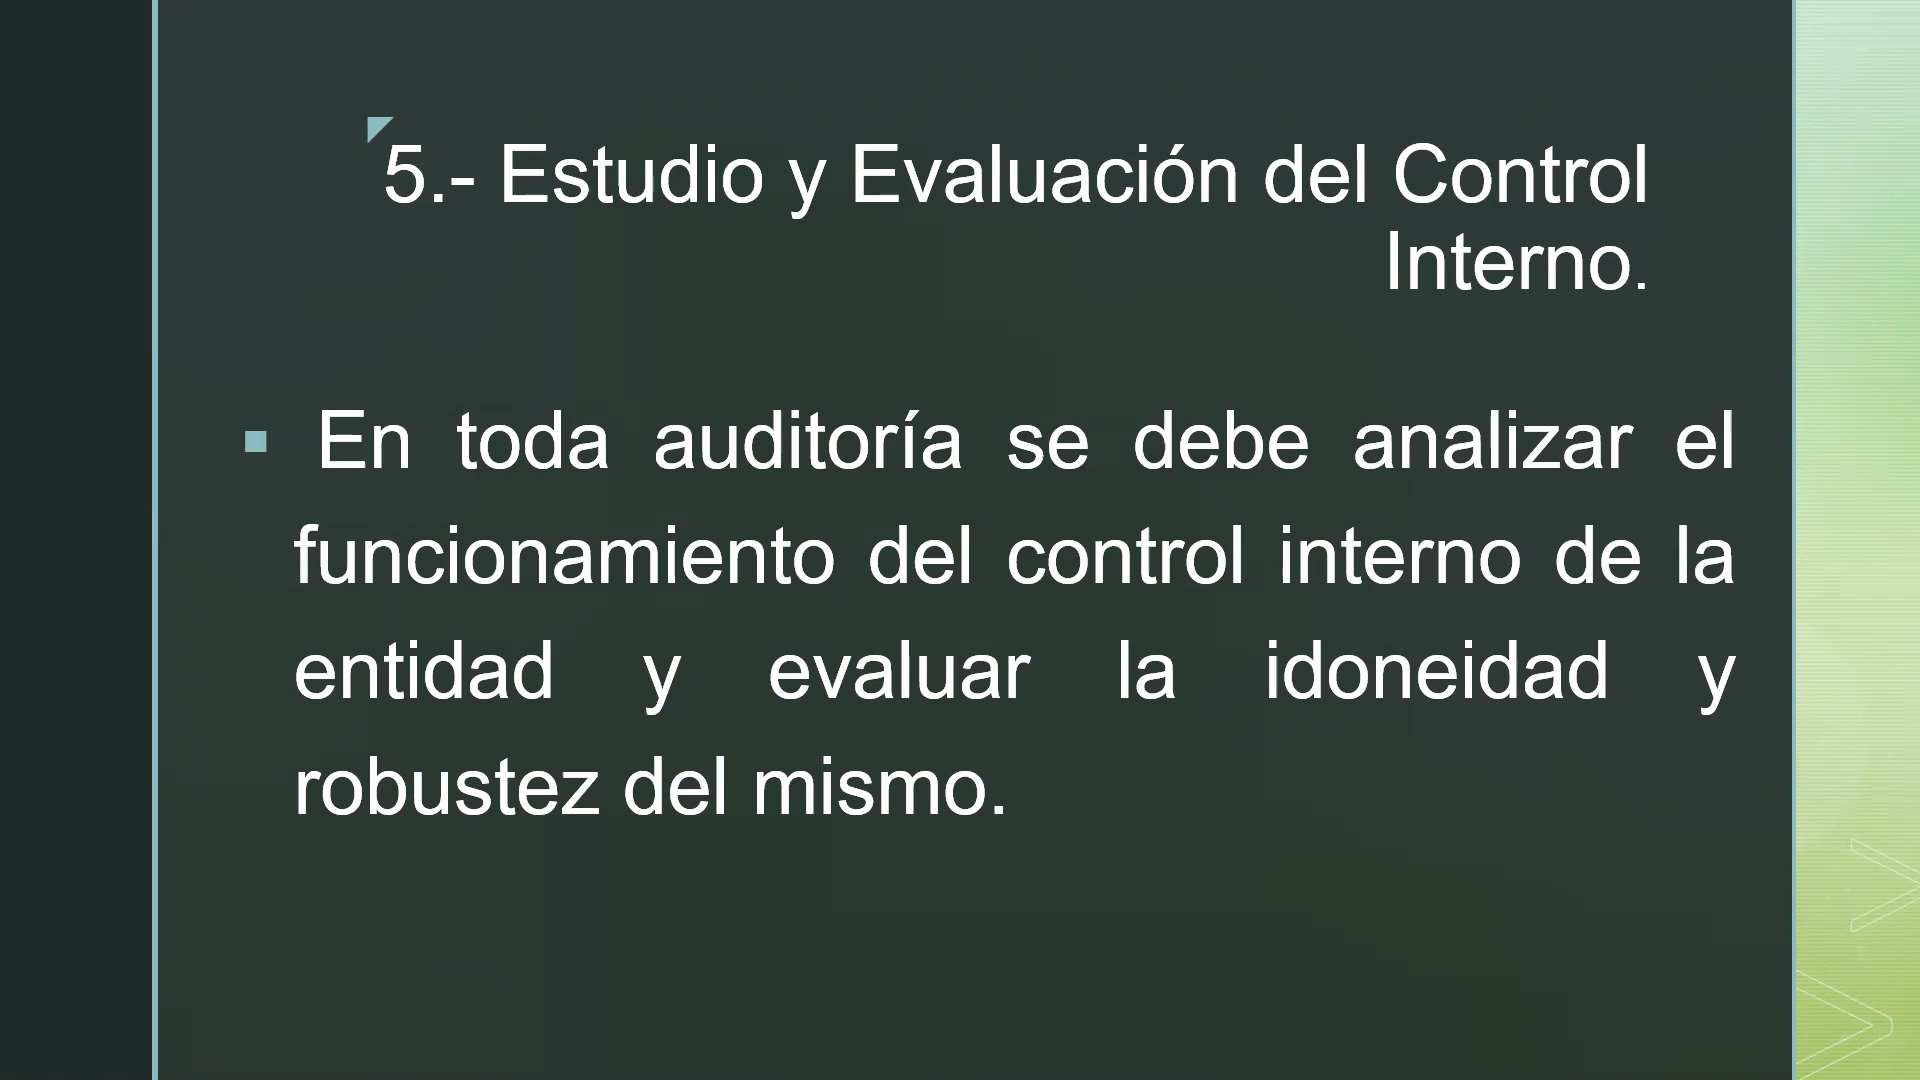 5.- Estudio y Evaluación del Control
Interno.
En toda auditoría se debe analizar el
funcionamiento del control interno de la
entidad y evaluar la idoneidad y
robustez del mismo.